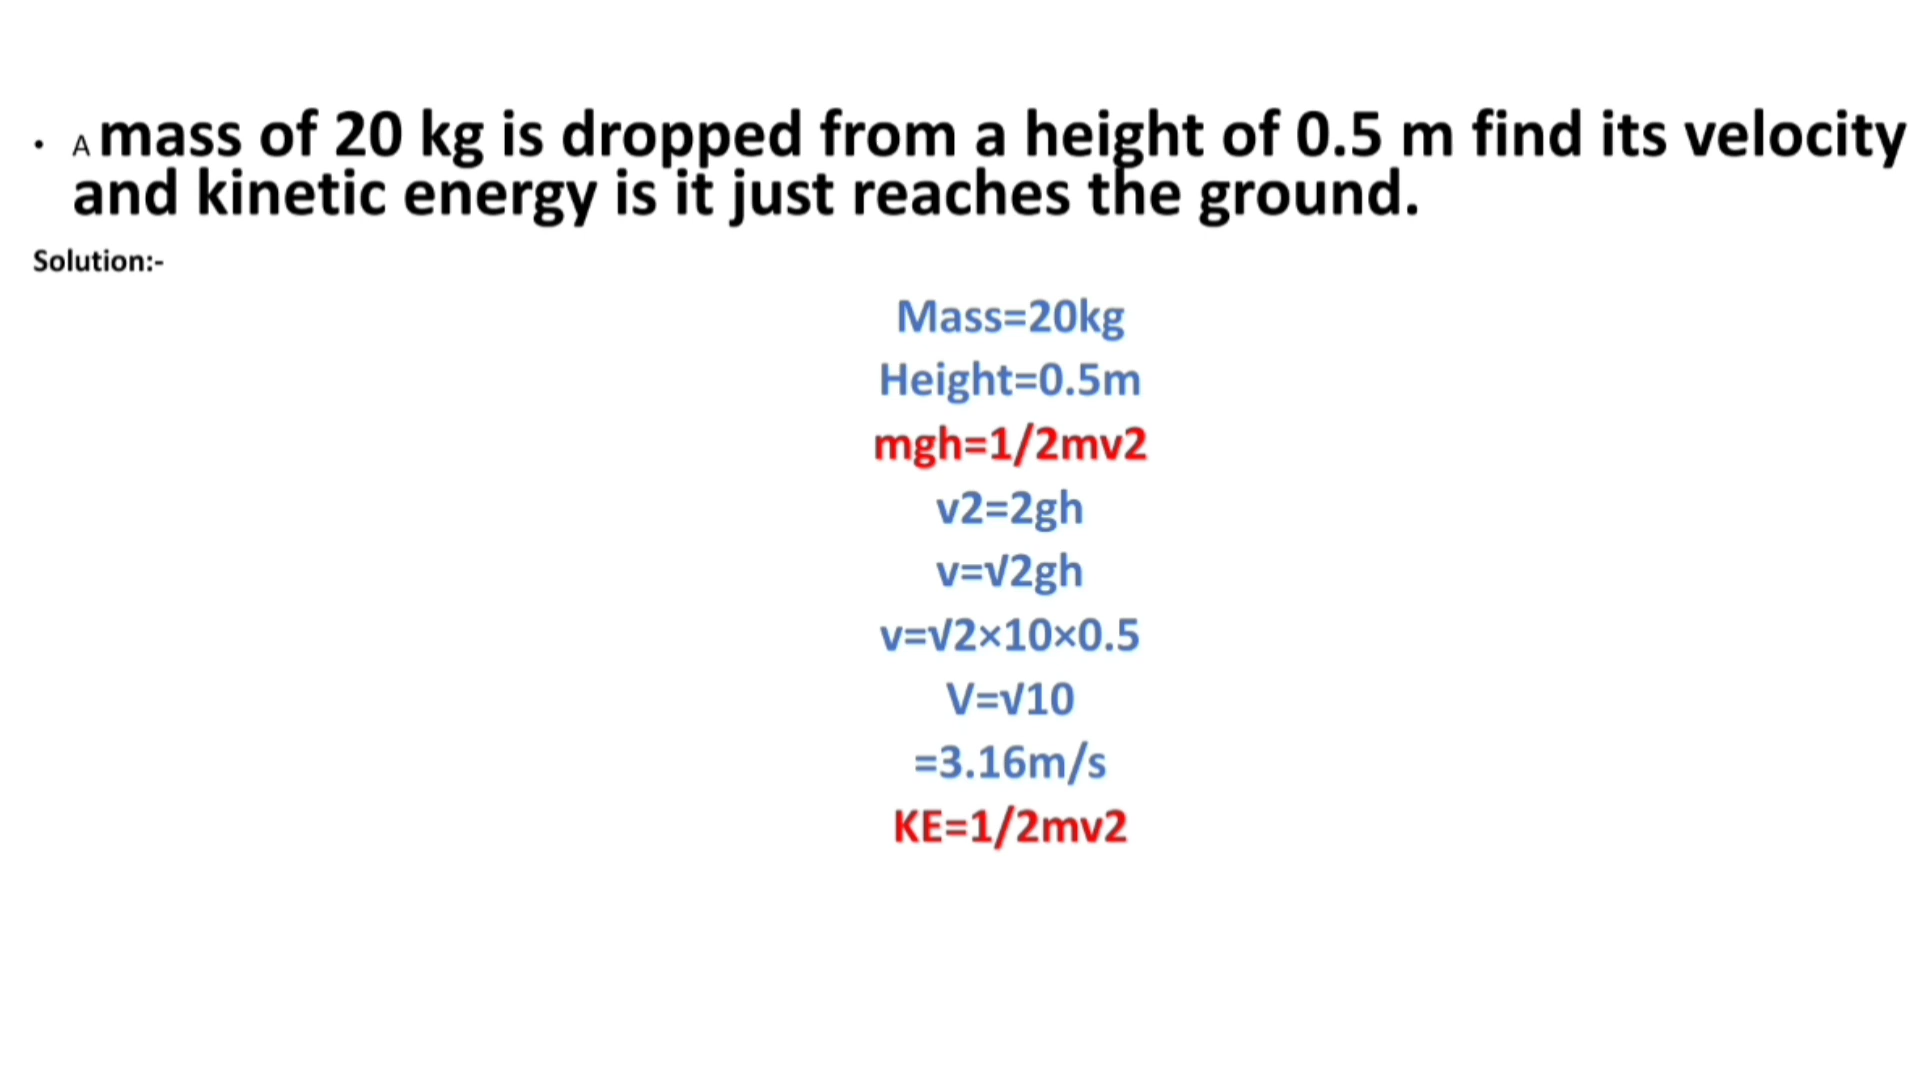 • A mass of 20 kg is dropped from a height of 0.5 m find its velocity
and kinetic energy is it just reaches the ground.
Solution:-
Mass=20kg
Height=0.5m
mgh=1/2mv2
v2=2gh
v=√2gh
v=√2×10×0.5
V=√10
=3.16m/s
KE=1/2mv2